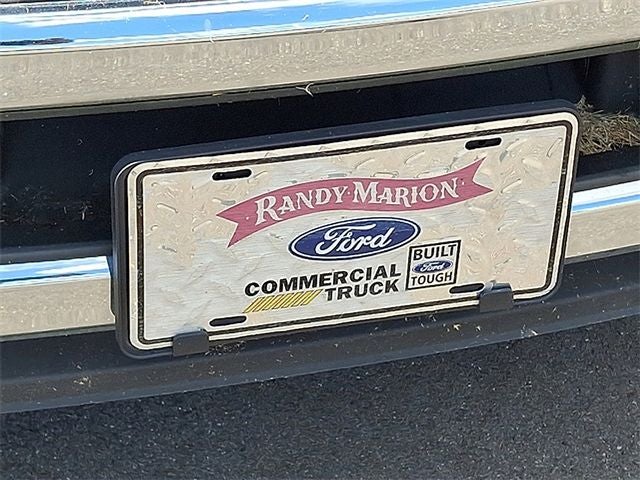 RANDY MARION
Ford
COMMERCIAL
TRUCK
BUILT
Ford
TOUGH